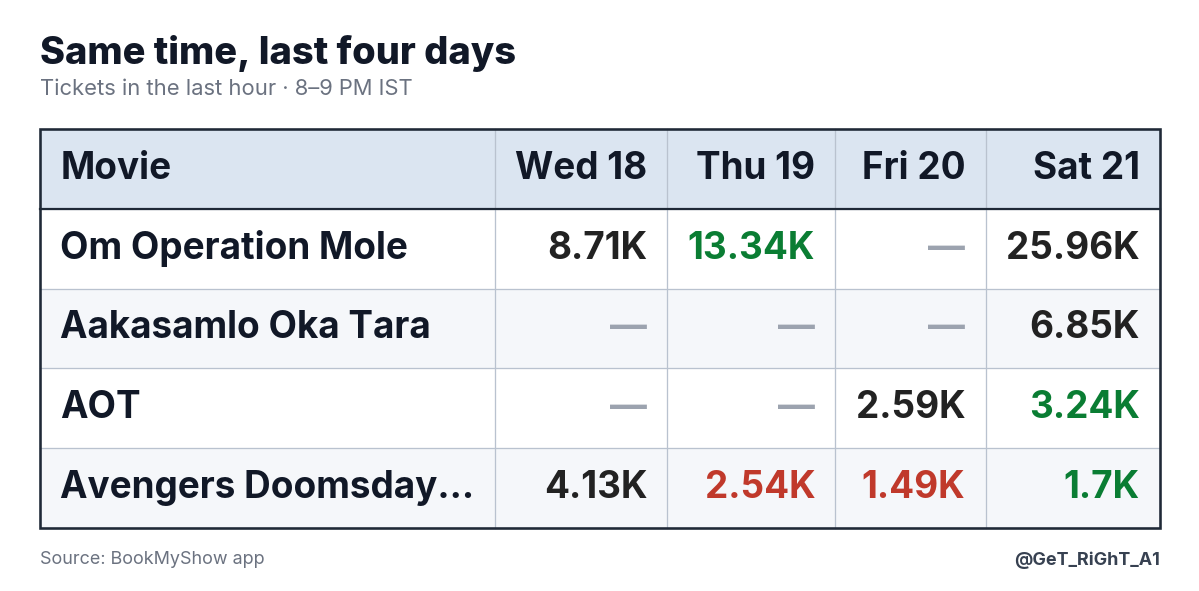 Same time, last four days
Tickets in the last hour · 8–9 PM IST
Movie Wed 18 Thu 19 Fri 20 Sat 21
Om Operation Mole 8.71K 13.34K — 25.96K
Aakasamlo Oka Tara — — — 6.85K
AOT — — 2.59K 3.24K
Avengers Doomsday... 4.13K 2.54K 1.49K 1.7K
Source: BookMyShow app @GeT_RiGhT_A1